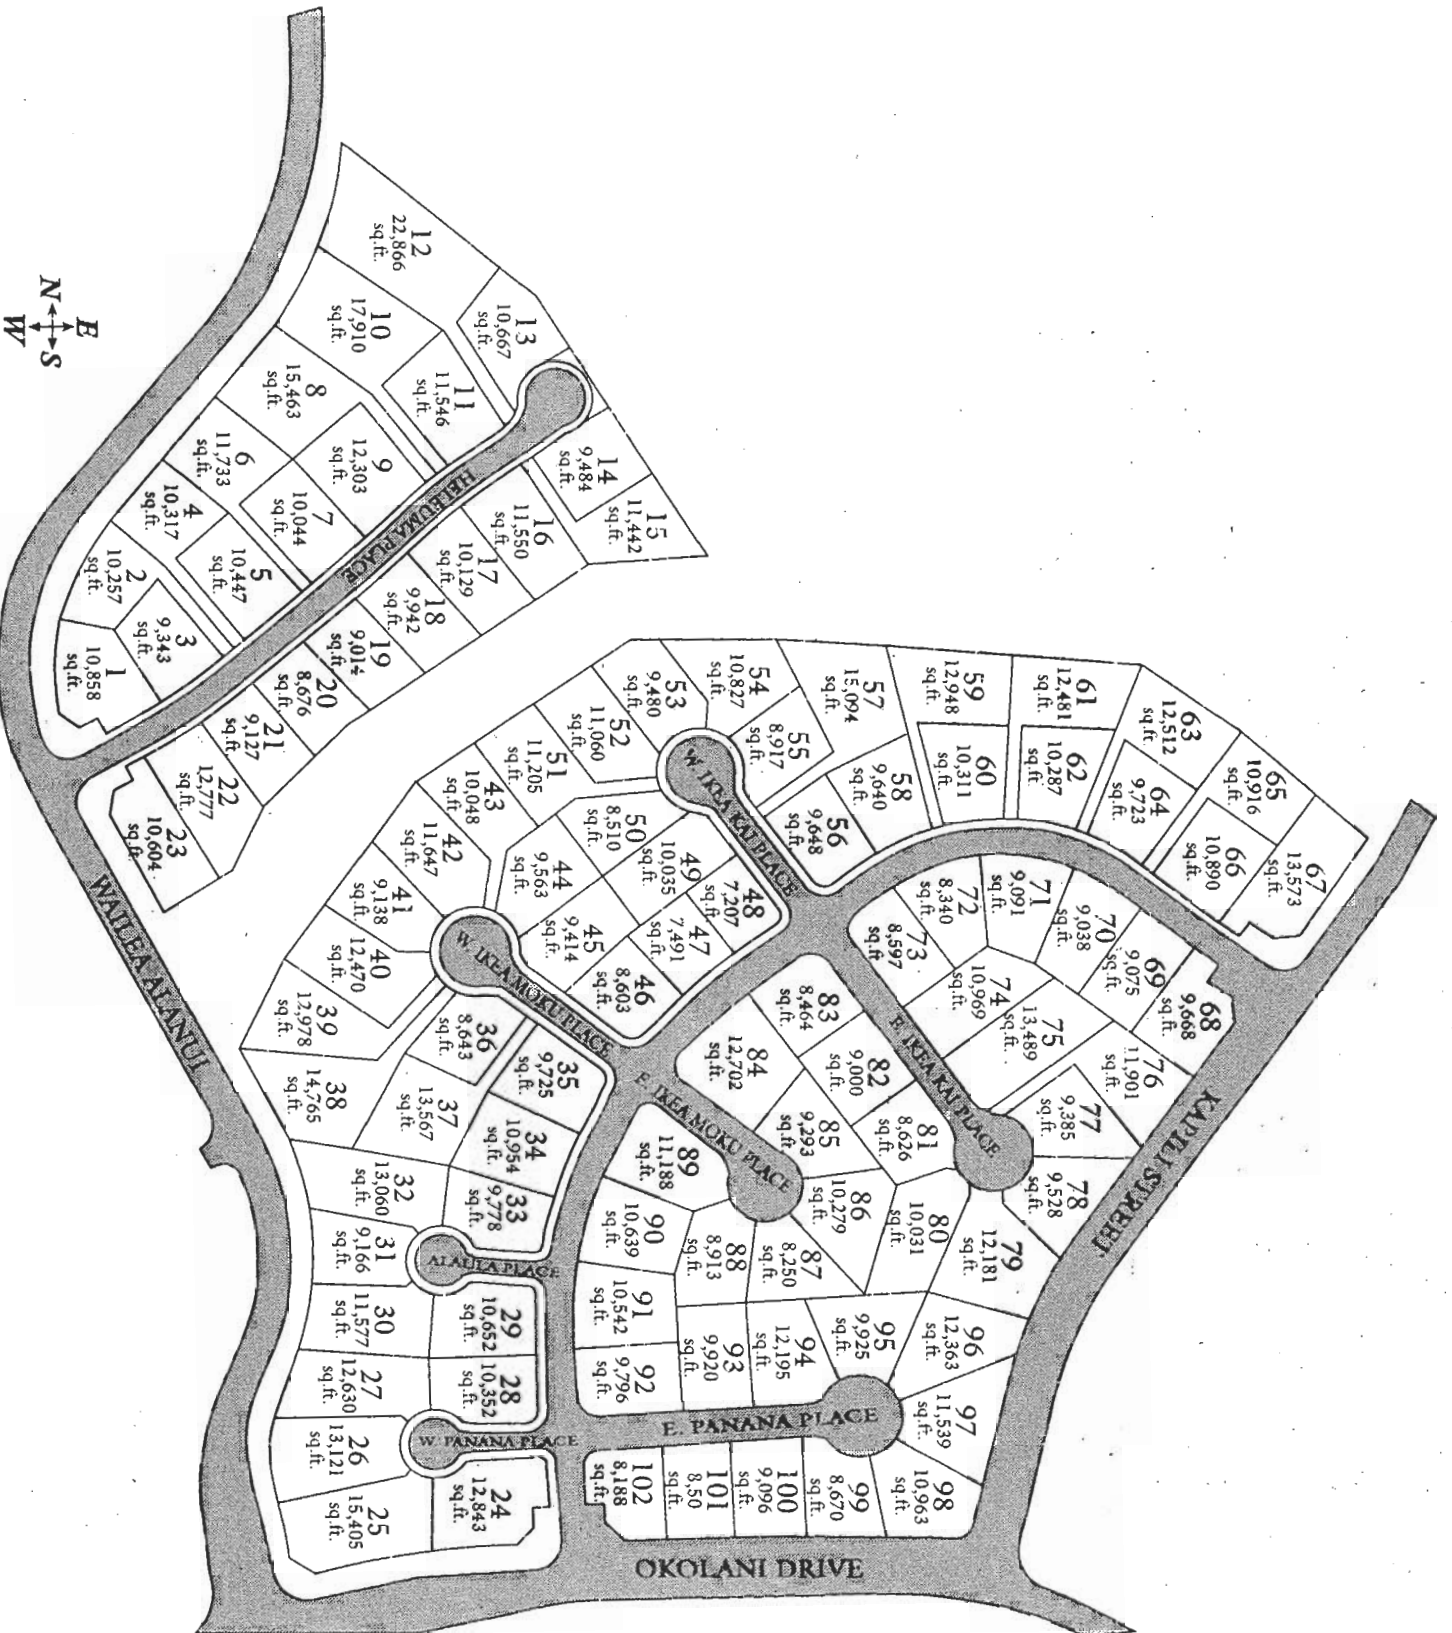 12
22,866
sq.ft.
13
10,667
sq.ft.
10
17,910
sq.ft.
11
11,546
sq.ft.
8
15,463
sq.ft.
9
12,303
sq.ft.
6
11,733
sq.ft.
7
10,044
sq.ft.
4
10,317
sq.ft.
5
10,447
sq.ft.
2
10,257
sq.ft.
3
9,343
sq.ft.
1
10,858
sq.ft.
14
9,484
sq.ft.
15
11,442
sq.ft.
16
11,550
sq.ft.
17
10,129
sq.ft.
18
9,942
sq.ft.
19
9,014
sq.ft.
20
8,676
sq.ft.
21
9,127
sq.ft.
22
12,777
sq.ft.
23
10,604
sq.ft.
PLACE
N
E
S
W
WAILEA ALANUI
53
9,480
sq.ft.
54
10,827
sq.ft.
55
8,917
sq.ft.
57
15,094
sq.ft.
58
9,640
sq.ft.
56
9,648
sq.ft.
59
12,948
sq.ft.
60
10,311
sq.ft.
61
12,481
sq.ft.
62
10,287
sq.ft.
63
12,512
sq.ft.
64
9,723
sq.ft.
65
10,916
sq.ft.
66
10,890
sq.ft.
67
13,573
sq.ft.
52
11,060
sq.ft.
51
11,205
sq.ft.
43
10,048
sq.ft.
42
11,647
sq.ft.
41
9,138
sq.ft.
40
12,470
sq.ft.
39
12,978
sq.ft.
38
14,765
sq.ft.
50
8,510
sq.ft.
49
10,035
sq.ft.
48
7,207
sq.ft.
47
7,491
sq.ft.
44
9,563
sq.ft.
45
9,414
sq.ft.
46
8,603
sq.ft.
W. IKEA KAI PLACE
W. IKEA MOKU PLACE
36
8,643
sq.ft.
35
9,725
sq.ft.
37
13,567
sq.ft.
34
10,954
sq.ft.
33
9,778
sq.ft.
32
13,060
sq.ft.
31
9,166
sq.ft.
30
11,577
sq.ft.
29
10,652
sq.ft.
28
10,352
sq.ft.
27
12,630
sq.ft.
26
13,121
sq.ft.
25
15,405
sq.ft.
24
12,843
sq.ft.
ALAULA PLACE
W. PANANA PLACE
72
8,340
sq.ft.
71
9,091
sq.ft.
70
9,038
sq.ft.
69
9,075
sq.ft.
68
9,668
sq.ft.
73
8,597
sq.ft.
74
10,969
sq.ft.
75
13,489
sq.ft.
76
11,901
sq.ft.
77
9,385
sq.ft.
78
9,528
sq.ft.
79
12,181
sq.ft.
E. IKEA KAI PLACE
83
8,464
sq.ft.
84
12,702
sq.ft.
82
9,000
sq.ft.
81
8,626
sq.ft.
85
9,293
sq.ft.
86
10,279
sq.ft.
80
10,031
sq.ft.
87
8,250
sq.ft.
88
8,913
sq.ft.
89
11,188
sq.ft.
90
10,639
sq.ft.
E. IKEA MOKU PLACE
91
10,542
sq.ft.
92
9,796
sq.ft.
93
9,920
sq.ft.
94
12,195
sq.ft.
95
9,925
sq.ft.
96
12,363
sq.ft.
97
11,539
sq.ft.
98
10,963
sq.ft.
99
8,670
sq.ft.
100
9,096
sq.ft.
101
8,50
sq.ft.
102
8,188
sq.ft.
E. PANANA PLACE
KAPILI STREET
OKOLANI DRIVE